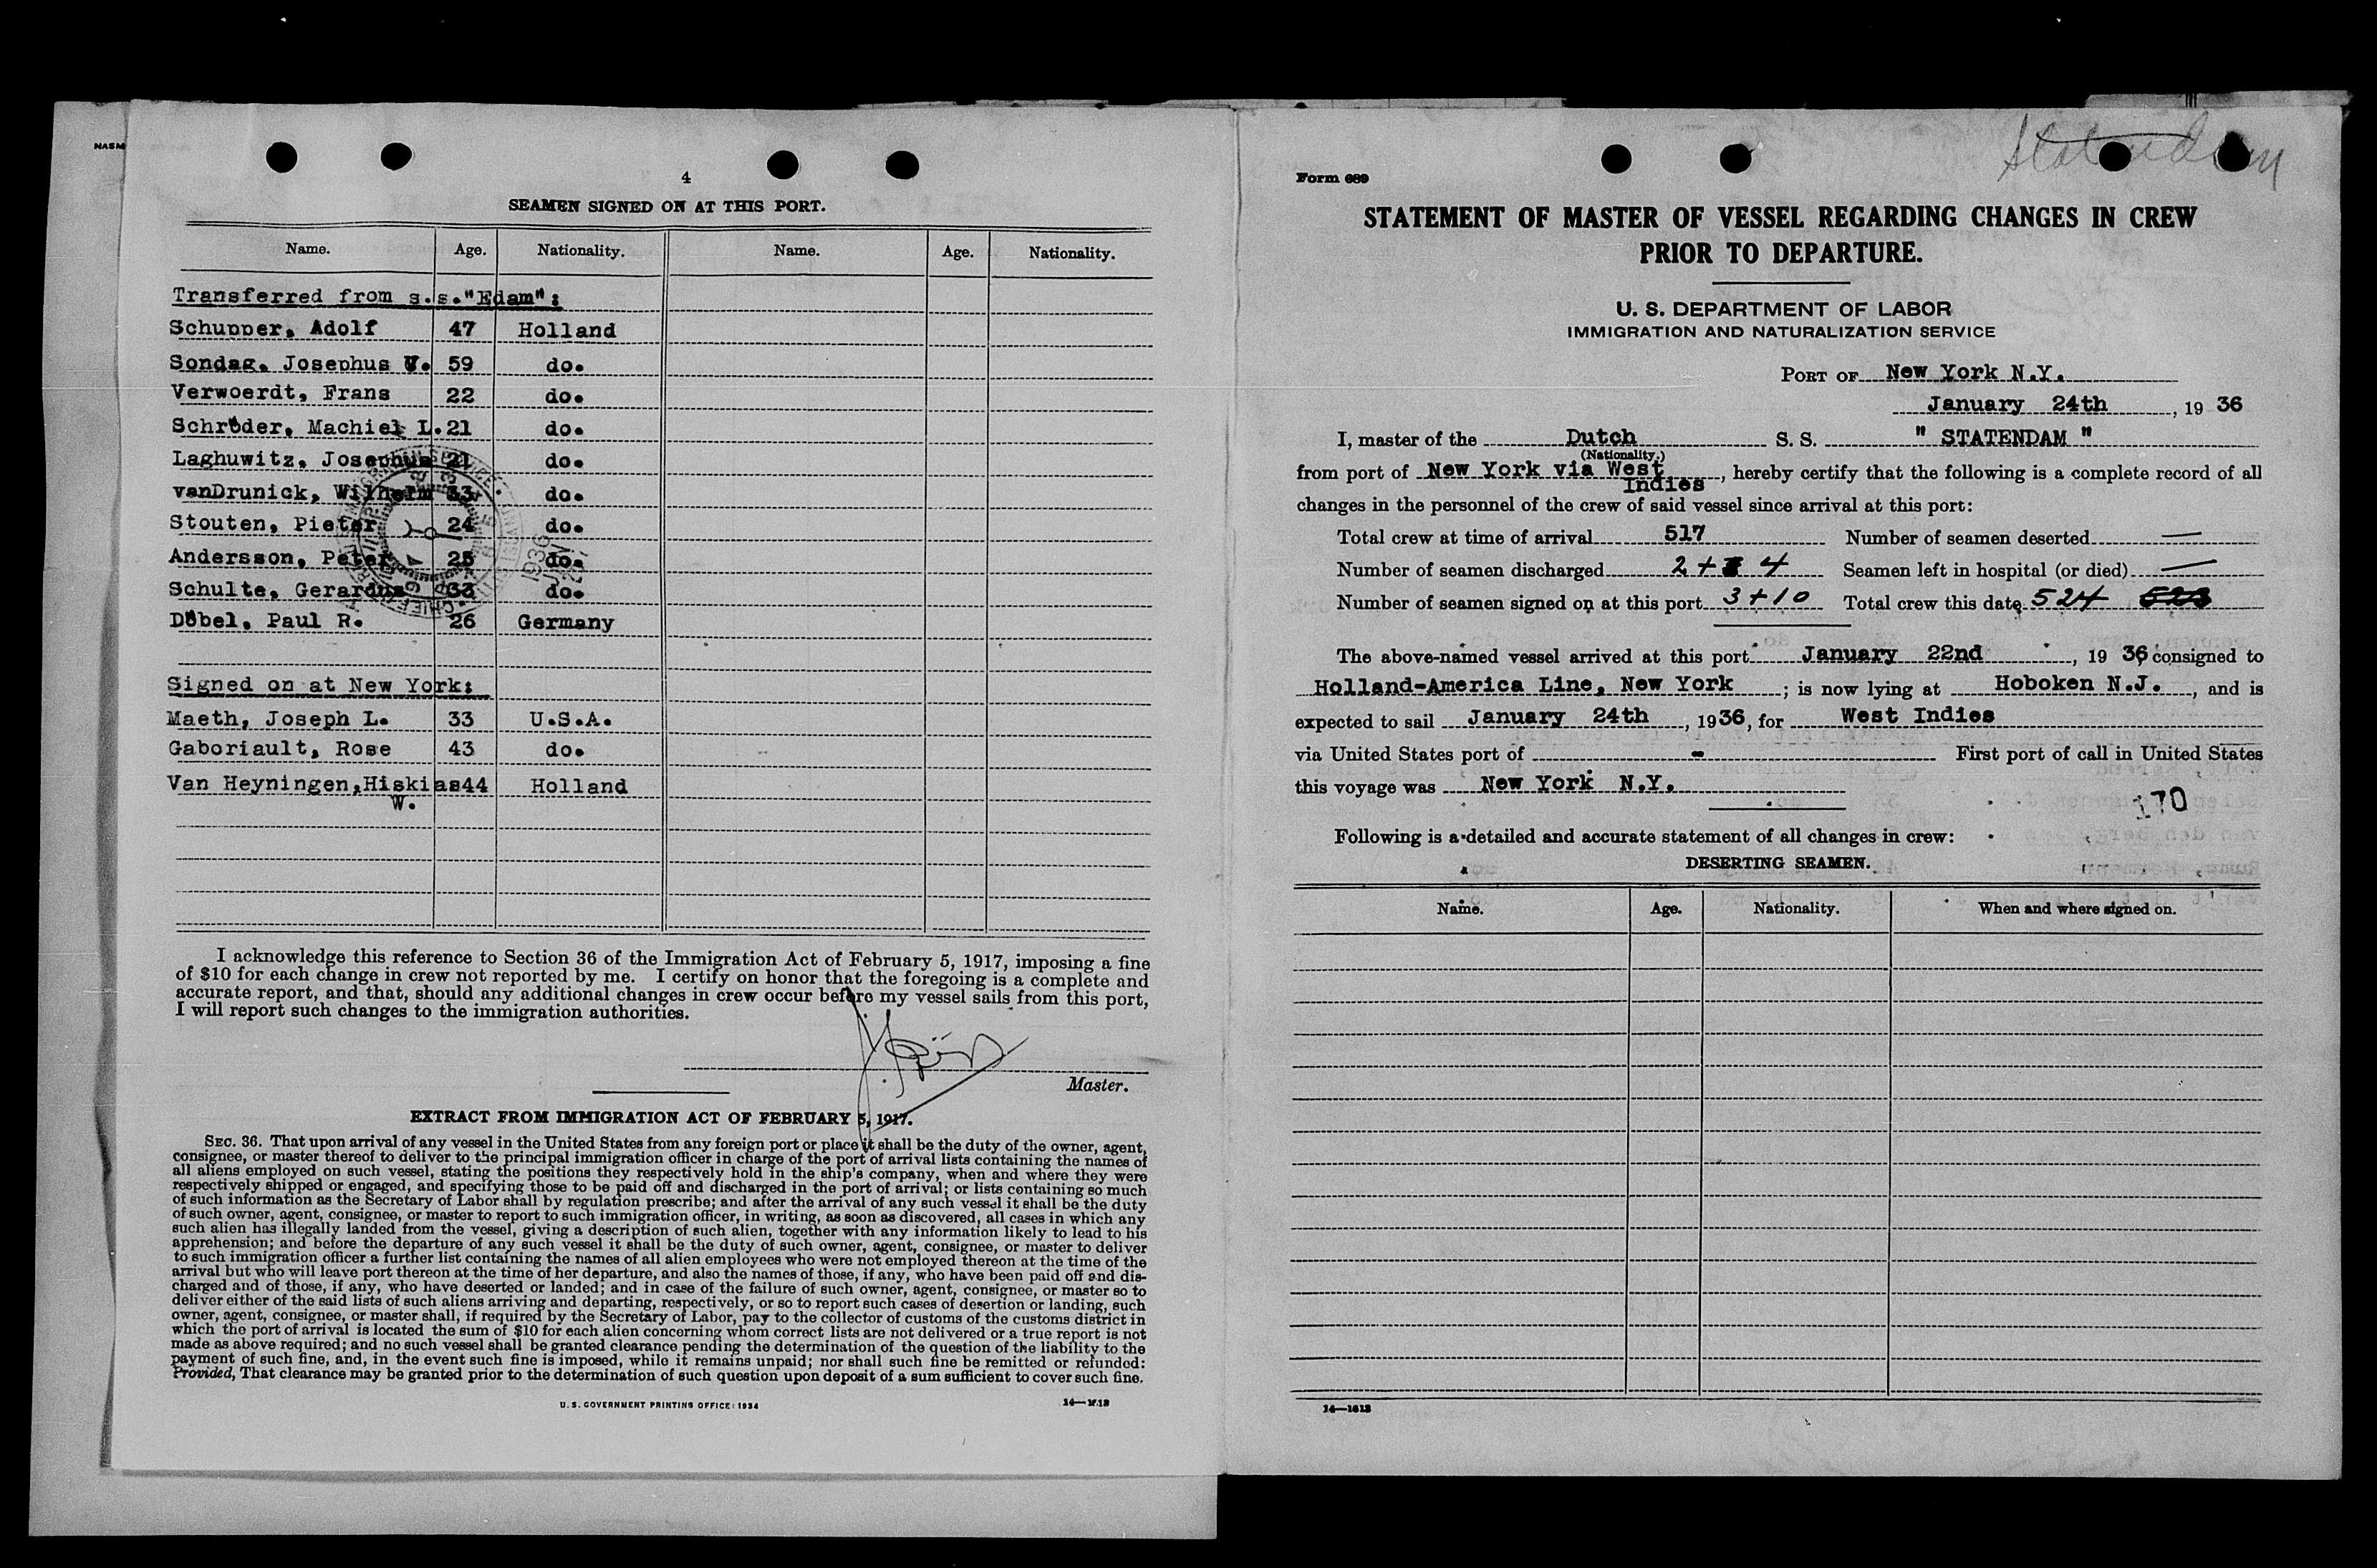 NASM
4
SEAMEN SIGNED ON AT THIS PORT.
Name. Age. Nationality. Name. Age. Nationality.
Transferred from s.s."Edam":
Schupper, Adolf 47 Holland
Sondag, Josephus V. 59 do.
Verwoerdt, Frans 22 do.
Schröder, Machiel L. 21 do.
Laghuwitz, Josephus 21 do.
vanDrunick, Wilhelm 33 do.
Stouten, Pieter 24 do.
Andersson, Peter 25 do.
Schulte, Gerardus 33 do.
Döbel, Paul R. 26 Germany
Signed on at New York:
Maeth, Joseph L. 33 U.S.A.
Gaboriault, Rose 43 do.
Van Heyningen,Hiskias 44 Holland
W.
I acknowledge this reference to Section 36 of the Immigration Act of February 5, 1917, imposing a fine
of $10 for each change in crew not reported by me. I certify on honor that the foregoing is a complete and
accurate report, and that, should any additional changes in crew occur before my vessel sails from this port,
I will report such changes to the immigration authorities.
Master.
EXTRACT FROM IMMIGRATION ACT OF FEBRUARY 5, 1917.
SEC. 36. That upon arrival of any vessel in the United States from any foreign port or place it shall be the duty of the owner, agent,
consignee, or master thereof to deliver to the principal immigration officer in charge of the port of arrival lists containing the names of
all aliens employed on such vessel, stating the positions they respectively hold in the ship's company, when and where they were
respectively shipped or engaged, and specifying those to be paid off and discharged in the port of arrival; or lists containing so much
of such information as the Secretary of Labor shall by regulation prescribe; and after the arrival of any such vessel it shall be the duty
of such owner, agent, consignee, or master to report to such immigration officer, in writing, as soon as discovered, all cases in which any
such alien has illegally landed from the vessel, giving a description of such alien, together with any information likely to lead to his
apprehension; and before the departure of any such vessel it shall be the duty of such owner, agent, consignee, or master to deliver
to such immigration officer a further list containing the names of all alien employees who were not employed thereon at the time of the
arrival but who will leave port thereon at the time of her departure, and also the names of those, if any, who have been paid off and dis-
charged and of those, if any, who have deserted or landed; and in case of the failure of such owner, agent, consignee, or master so to
deliver either of the said lists of such aliens arriving and departing, respectively, or so to report such cases of desertion or landing, such
owner, agent, consignee, or master shall, if required by the Secretary of Labor, pay to the collector of customs of the customs district in
which the port of arrival is located the sum of $10 for each alien concerning whom correct lists are not delivered or a true report is not
made as above required; and no such vessel shall be granted clearance pending the determination of the question of the liability to the
payment of such fine, and, in the event such fine is imposed, while it remains unpaid; nor shall such fine be remitted or refunded:
Provided, That clearance may be granted prior to the determination of such question upon deposit of a sum sufficient to cover such fine.
U. S. GOVERNMENT PRINTING OFFICE: 1934 14—1613
Statendam
Form 689
STATEMENT OF MASTER OF VESSEL REGARDING CHANGES IN CREW
PRIOR TO DEPARTURE.
U. S. DEPARTMENT OF LABOR
IMMIGRATION AND NATURALIZATION SERVICE
PORT OF New York N.Y.
January 24th, 19 36
I, master of the Dutch S. S. " STATENDAM "
(Nationality.)
from port of New York via West Indies, hereby certify that the following is a complete record of all
changes in the personnel of the crew of said vessel since arrival at this port:
Total crew at time of arrival 517 Number of seamen deserted —
Number of seamen discharged 2 + 4 Seamen left in hospital (or died) —
Number of seamen signed on at this port 3 + 10 Total crew this date 524 523
The above-named vessel arrived at this port January 22nd, 19 36, consigned to
Holland-America Line, New York; is now lying at Hoboken N.J., and is
expected to sail January 24th, 1936, for West Indies
via United States port of - First port of call in United States
this voyage was New York N.Y.
170
Following is a detailed and accurate statement of all changes in crew:
DESERTING SEAMEN.
Name. Age. Nationality. When and where signed on.
14—1613